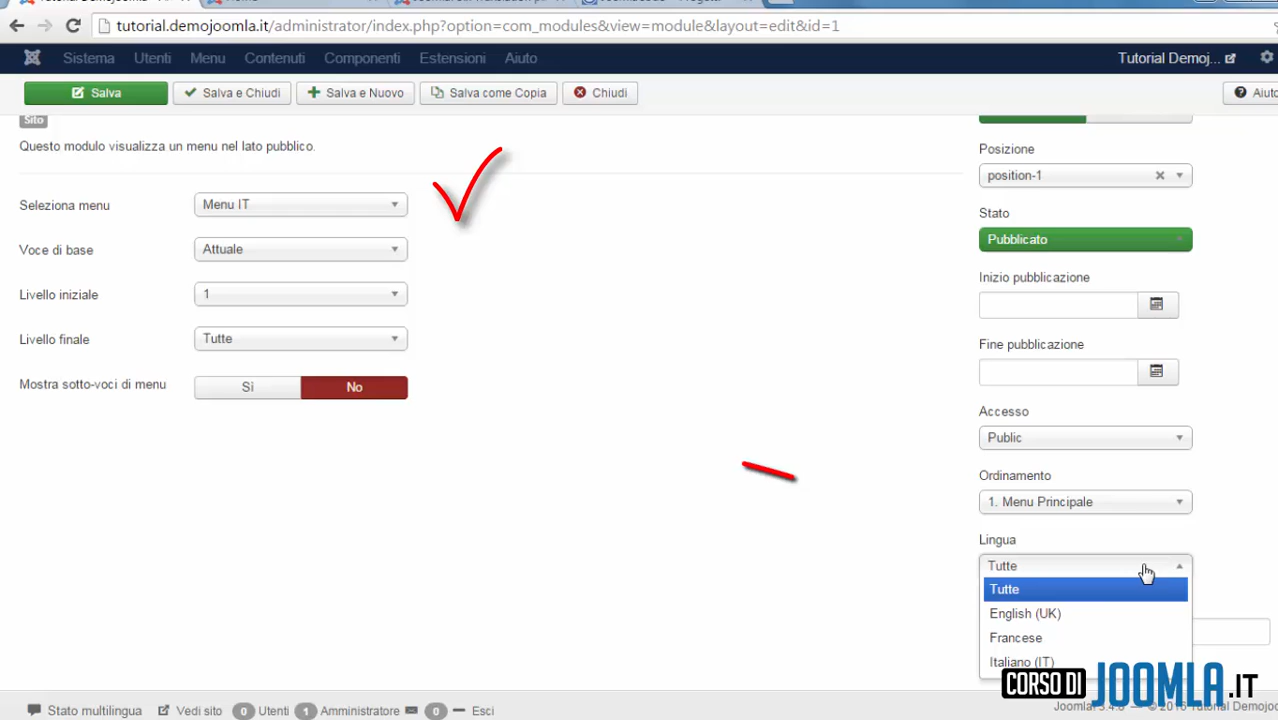 tutorial.demojoomla.it/administrator/index.php?option=com_modules&view=module&layout=edit&id=1
Sistema Utenti Menu Contenuti Componenti Estensioni Aiuto Tutorial Demoj...
Salva Salva e Chiudi Salva e Nuovo Salva come Copia Chiudi Aiuto
Sito
Questo modulo visualizza un menu nel lato pubblico.
Seleziona menu Menu IT
Voce di base Attuale
Livello iniziale 1
Livello finale Tutte
Mostra sotto-voci di menu Sì No
Posizione
position-1
Stato
Pubblicato
Inizio pubblicazione
Fine pubblicazione
Accesso
Public
Ordinamento
1. Menu Principale
Lingua
Tutte
Tutte
English (UK)
Francese
Italiano (IT)
CORSO DI JOOMLA.IT
Stato multilingua Vedi sito 0 Utenti 1 Amministratore 0 Esci